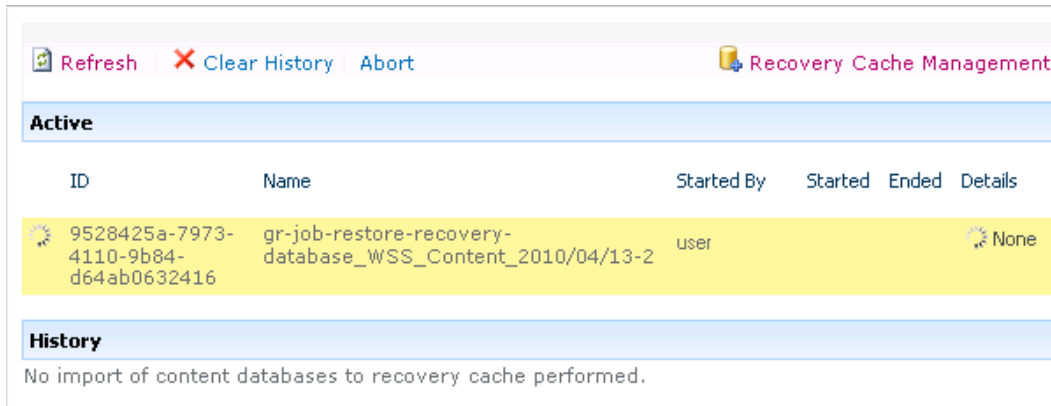 Refresh Clear History Abort Recovery Cache Management
Active
ID Name Started By Started Ended Details
9528425a-7973- gr-job-restore-recovery- user None
4110-9b84- database_WSS_Content_2010/04/13-2
d64ab0632416
History
No import of content databases to recovery cache performed.